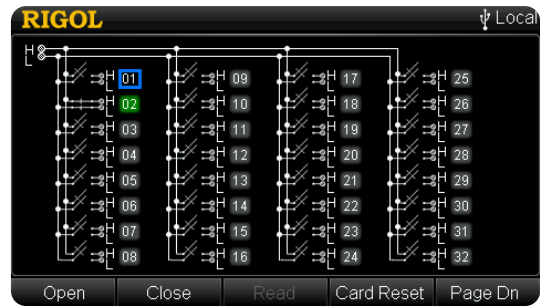 RIGOL Local
H
L
H 01 H 09 H 17 H 25
L L L L
H 02 H 10 H 18 H 26
L L L L
H 03 H 11 H 19 H 27
L L L L
H 04 H 12 H 20 H 28
L L L L
H 05 H 13 H 21 H 29
L L L L
H 06 H 14 H 22 H 30
L L L L
H 07 H 15 H 23 H 31
L L L L
H 08 H 16 H 24 H 32
L L L L
Open Close Read Card Reset Page Dn